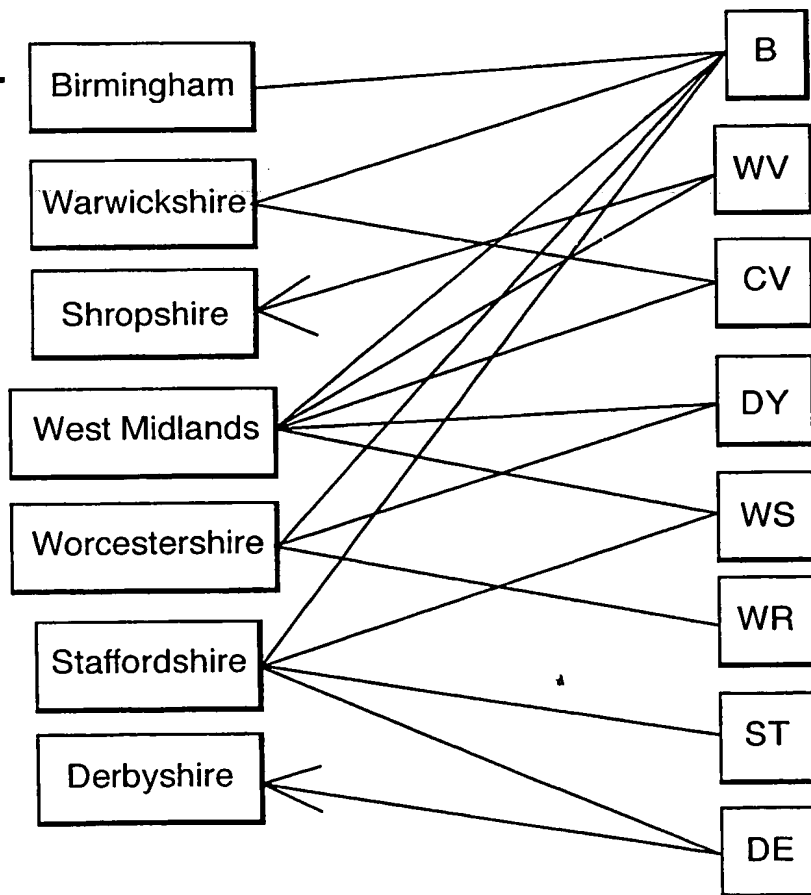 Birmingham
Warwickshire
Shropshire
West Midlands
Worcestershire
Staffordshire
Derbyshire
B
WV
CV
DY
WS
WR
ST
DE